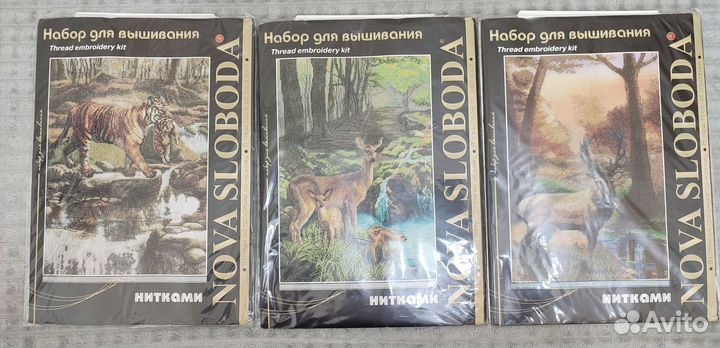 Набор для вышивания
Thread embroidery kit
NOVA SLOBODA
нитками
Набор для вышивания
Thread embroidery kit
NOVA SLOBODA
нитками
Набор для вышивания
Thread embroidery kit
NOVA SLOBODA
нитками
Avito